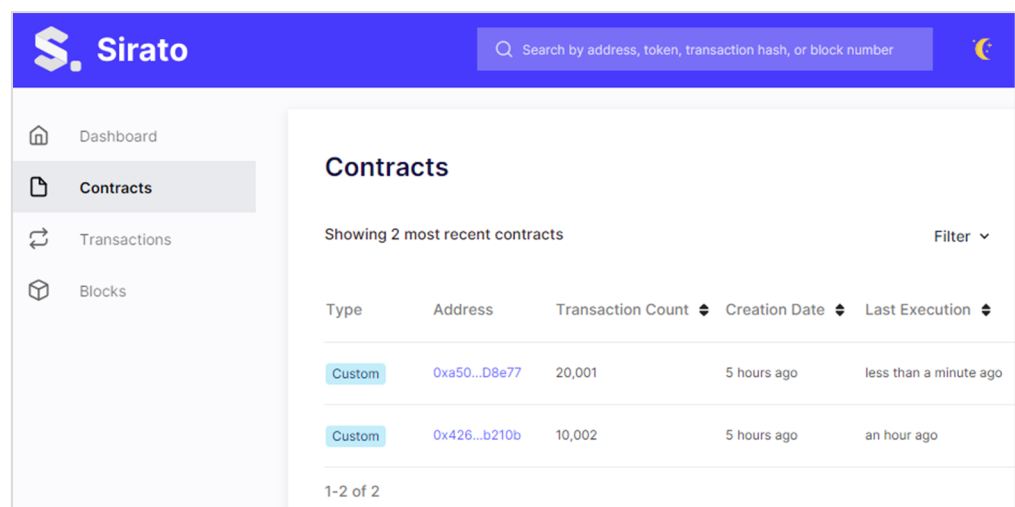 S. Sirato
Search by address, token, transaction hash, or block number
Dashboard
Contracts
Transactions
Blocks
Contracts
Showing 2 most recent contracts
Filter
Type Address Transaction Count Creation Date Last Execution
Custom 0xa50...D8e77 20,001 5 hours ago less than a minute ago
Custom 0x426...b210b 10,002 5 hours ago an hour ago
1-2 of 2